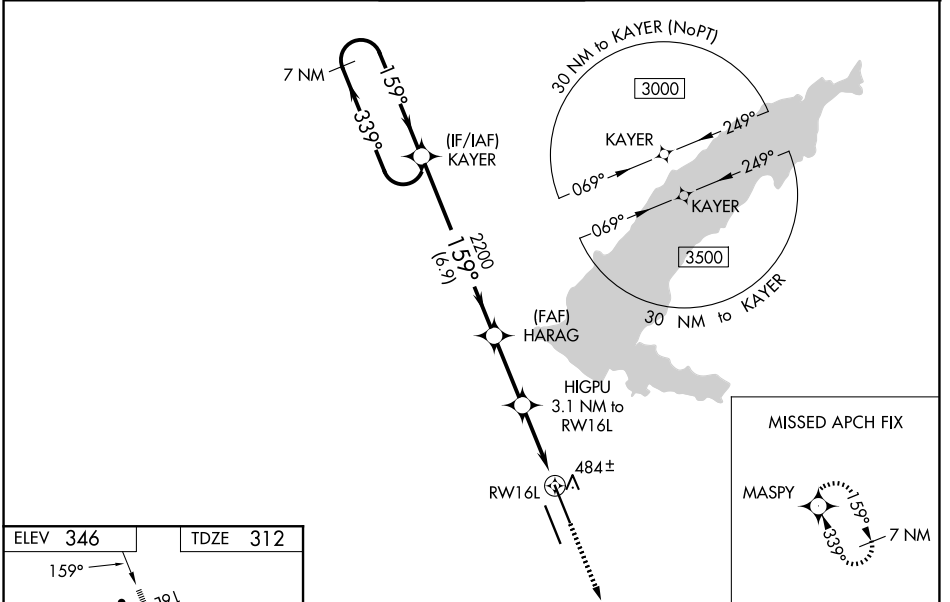 30 NM to KAYER (NoPT)
3000
7 NM
159°
339°
(IF/IAF)
KAYER
KAYER
249°
069°
249°
KAYER
069°
3500
30 NM to KAYER
2200
159°
(6.9)
(FAF)
HARAG
HIGPU
3.1 NM to
RW16L
484±
RW16L
MISSED APCH FIX
MASPY
159°
339°
7 NM
ELEV 346
TDZE 312
159°